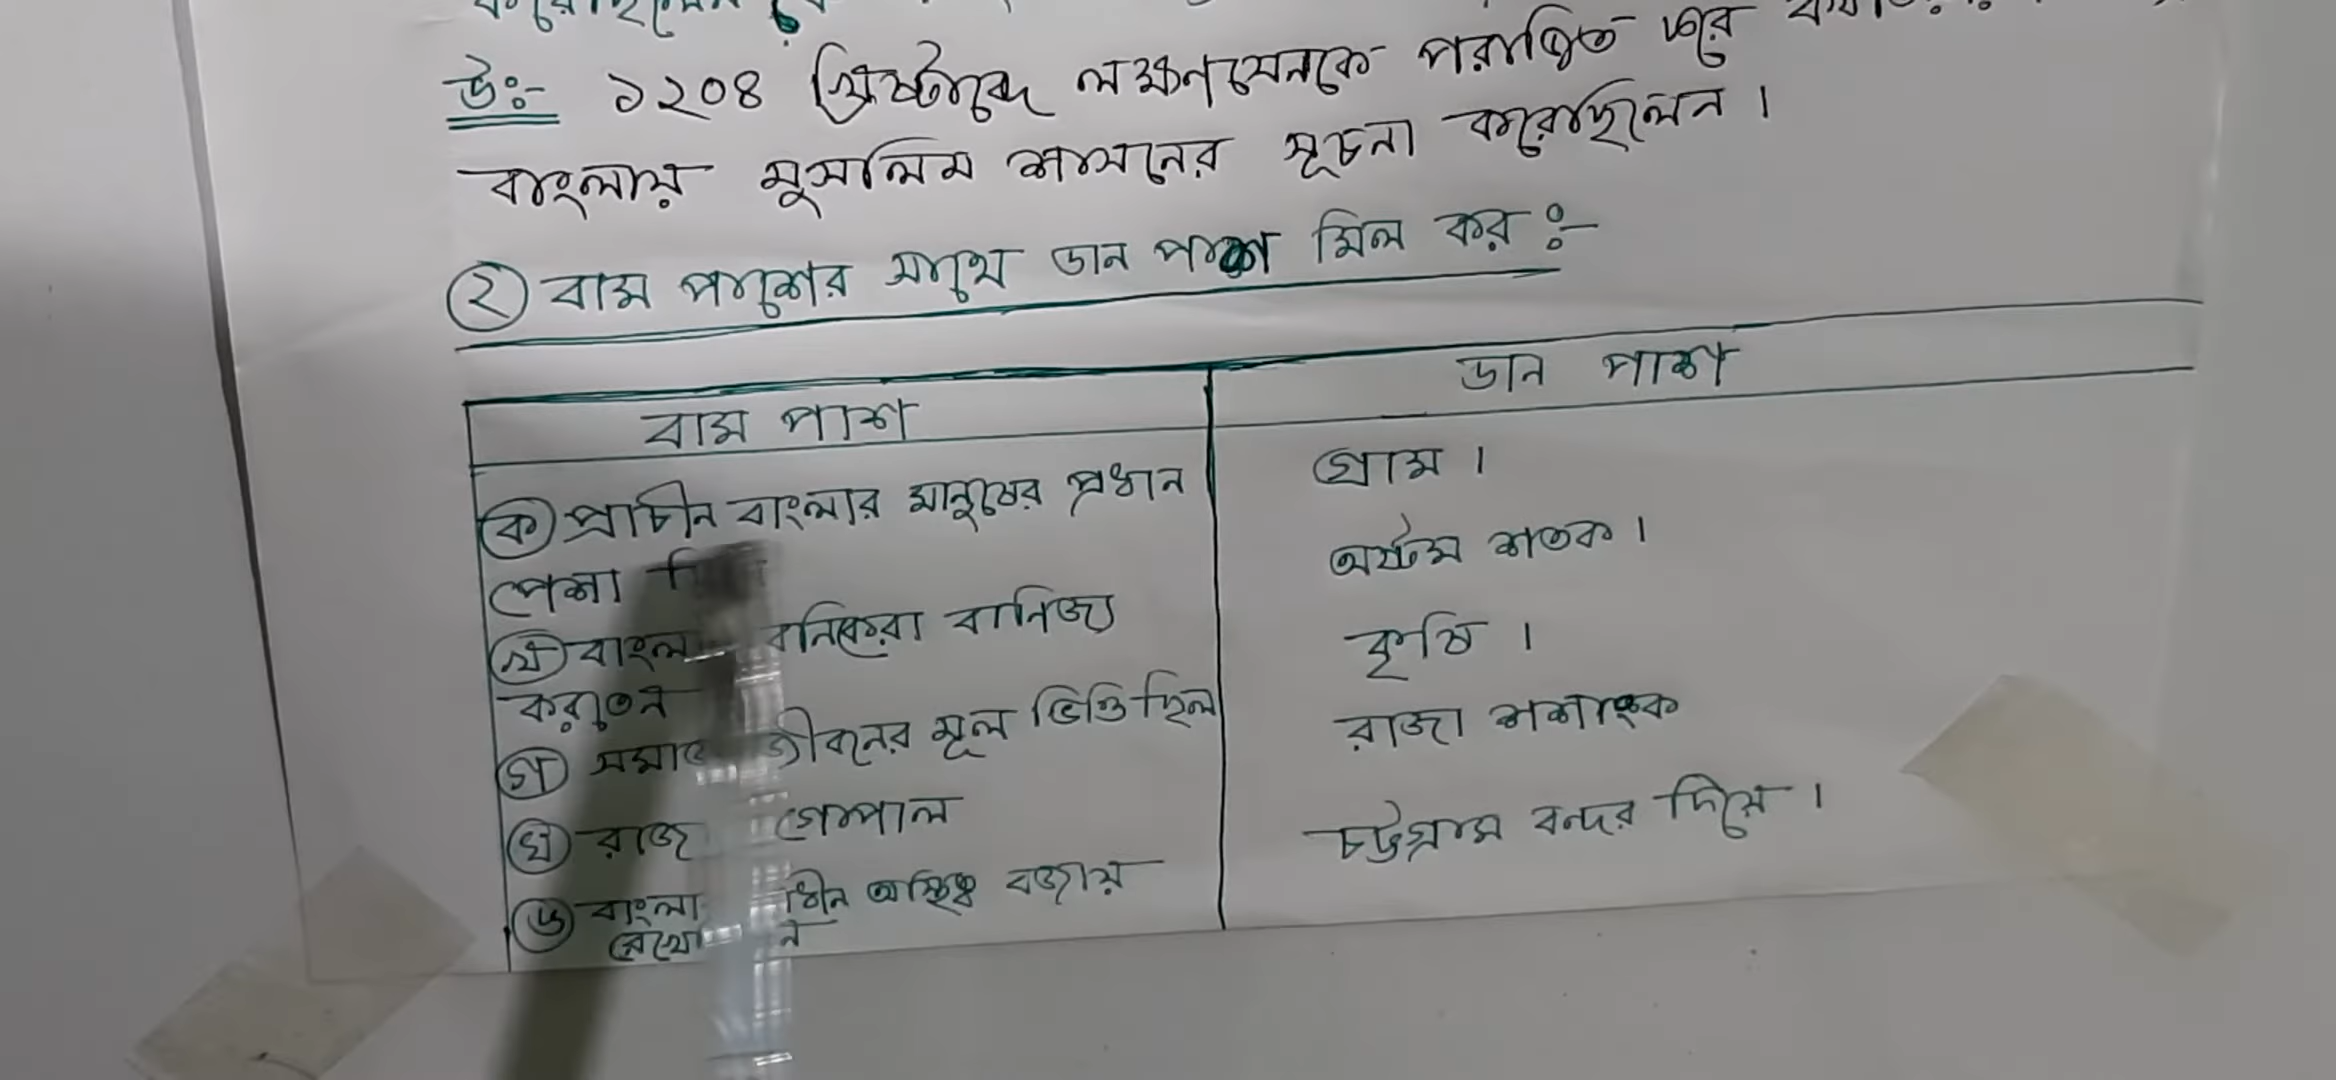 উঃ- ১২০৪ খ্রিষ্টাব্দে লক্ষণসেনকে পরাজিত করে
বাংলায় মুসলিম শাসনের সূচনা করেছিলেন।
২ বাম পাশের সাথে ডান পাশ মিল কর ঃ-
বাম পাশ
ডান পাশ
ক প্রাচীন বাংলার মানুষের প্রধান
গ্রাম।
পেশা
অষ্টম শতক।
খ বনিকেরা বানিজ্য
কৃষি।
করতেন
গ জীবনের মূল ভিত্তি ছিল
রাজা শশাংক
ঘ গোপাল
চট্টগ্রাম বন্দর দিয়ে।
ঙ অস্তিত্ব বজায়